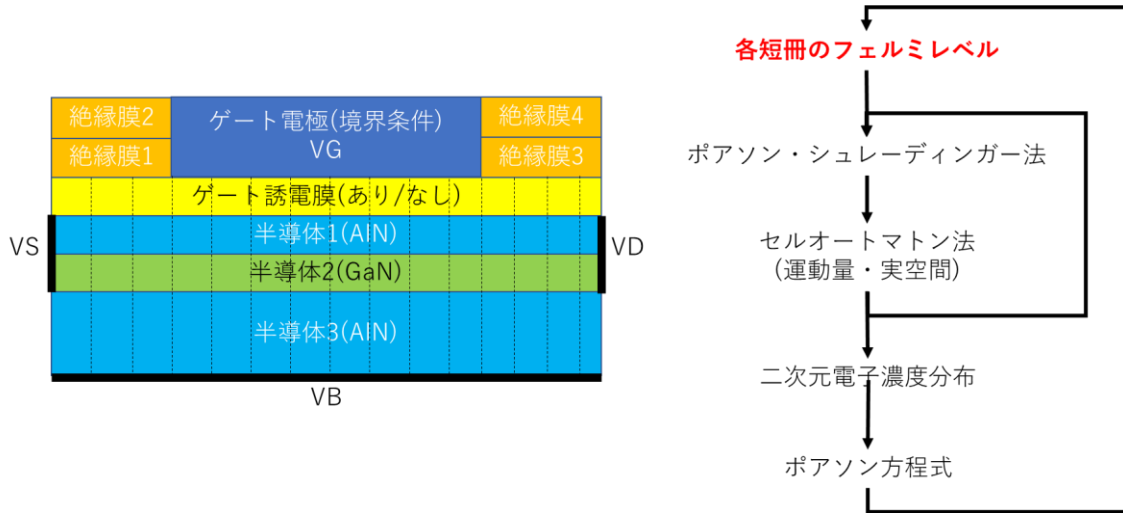 絶縁膜2
絶縁膜1
ゲート電極(境界条件)
VG
絶縁膜4
絶縁膜3
ゲート誘電膜(あり/なし)
VS
半導体1(AlN)
VD
半導体2(GaN)
半導体3(AlN)
VB
各短冊のフェルミレベル
ポアソン・シュレーディンガー法
セルオートマトン法
(運動量・実空間)
二次元電子濃度分布
ポアソン方程式